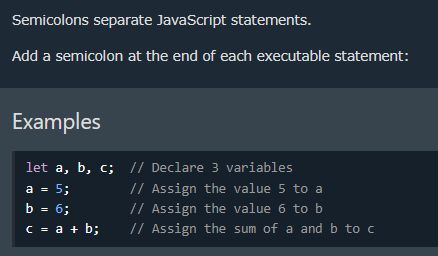 Semicolons separate JavaScript statements.
Add a semicolon at the end of each executable statement:
Examples
let a, b, c;  // Declare 3 variables
a = 5;        // Assign the value 5 to a
b = 6;        // Assign the value 6 to b
c = a + b;    // Assign the sum of a and b to c